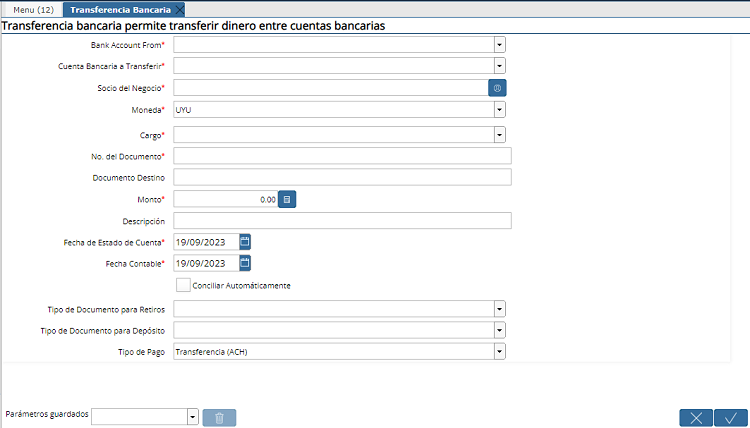 Menu (12) Transferencia Bancaria
Transferencia bancaria permite transferir dinero entre cuentas bancarias
Bank Account From*
Cuenta Bancaria a Transferir*
Socio del Negocio*
Moneda* UYU
Cargo*
No. del Documento*
Documento Destino
Monto* 0.00
Descripción
Fecha de Estado de Cuenta* 19/09/2023
Fecha Contable* 19/09/2023
Conciliar Automáticamente
Tipo de Documento para Retiros
Tipo de Documento para Depósito
Tipo de Pago Transferencia (ACH)
Parámetros guardados